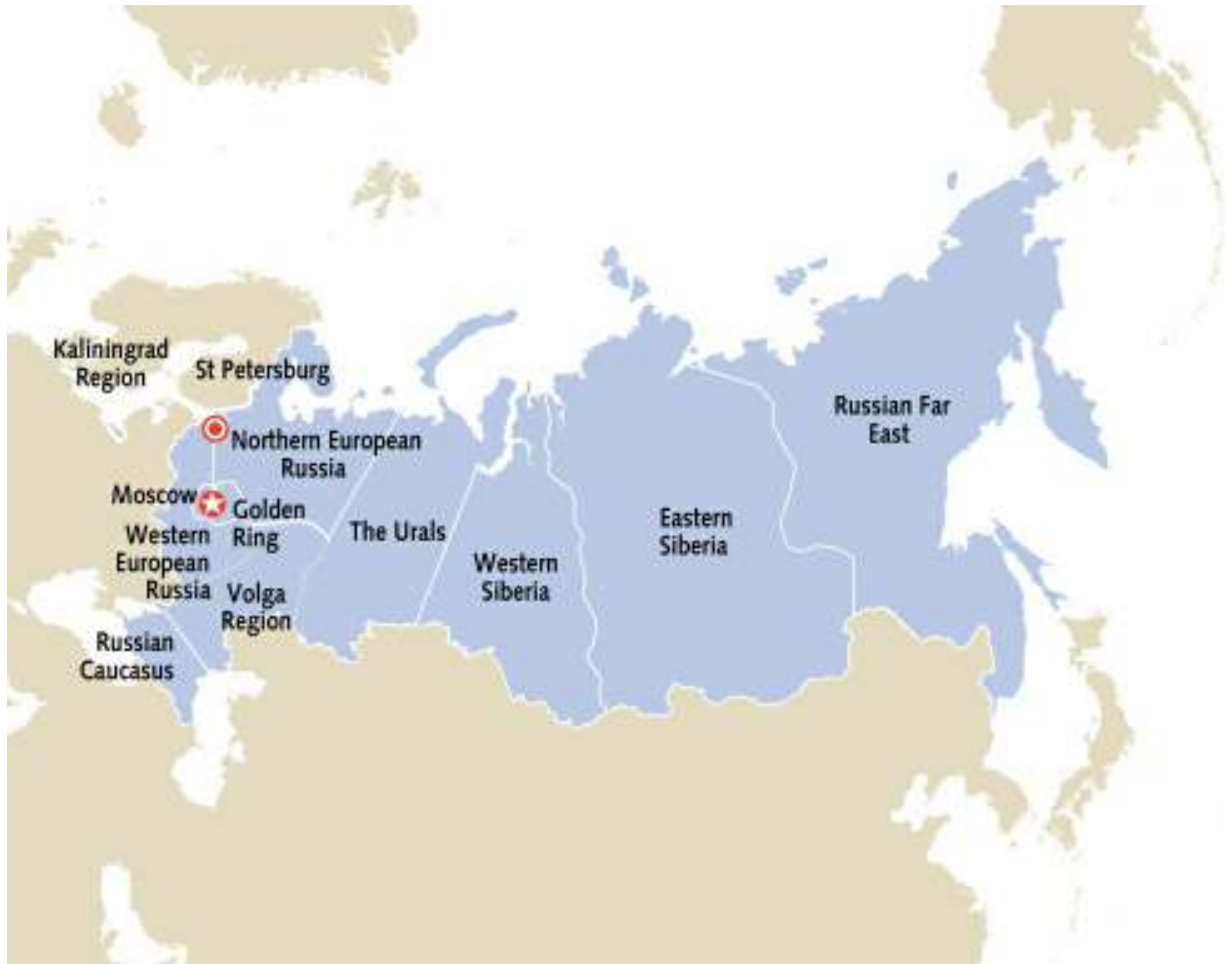 Kaliningrad
Region
St Petersburg
Northern European
Russia
Moscow
Golden
Ring
Western
European
Russia
Volga
Region
Russian
Caucasus
The Urals
Western
Siberia
Eastern
Siberia
Russian Far
East